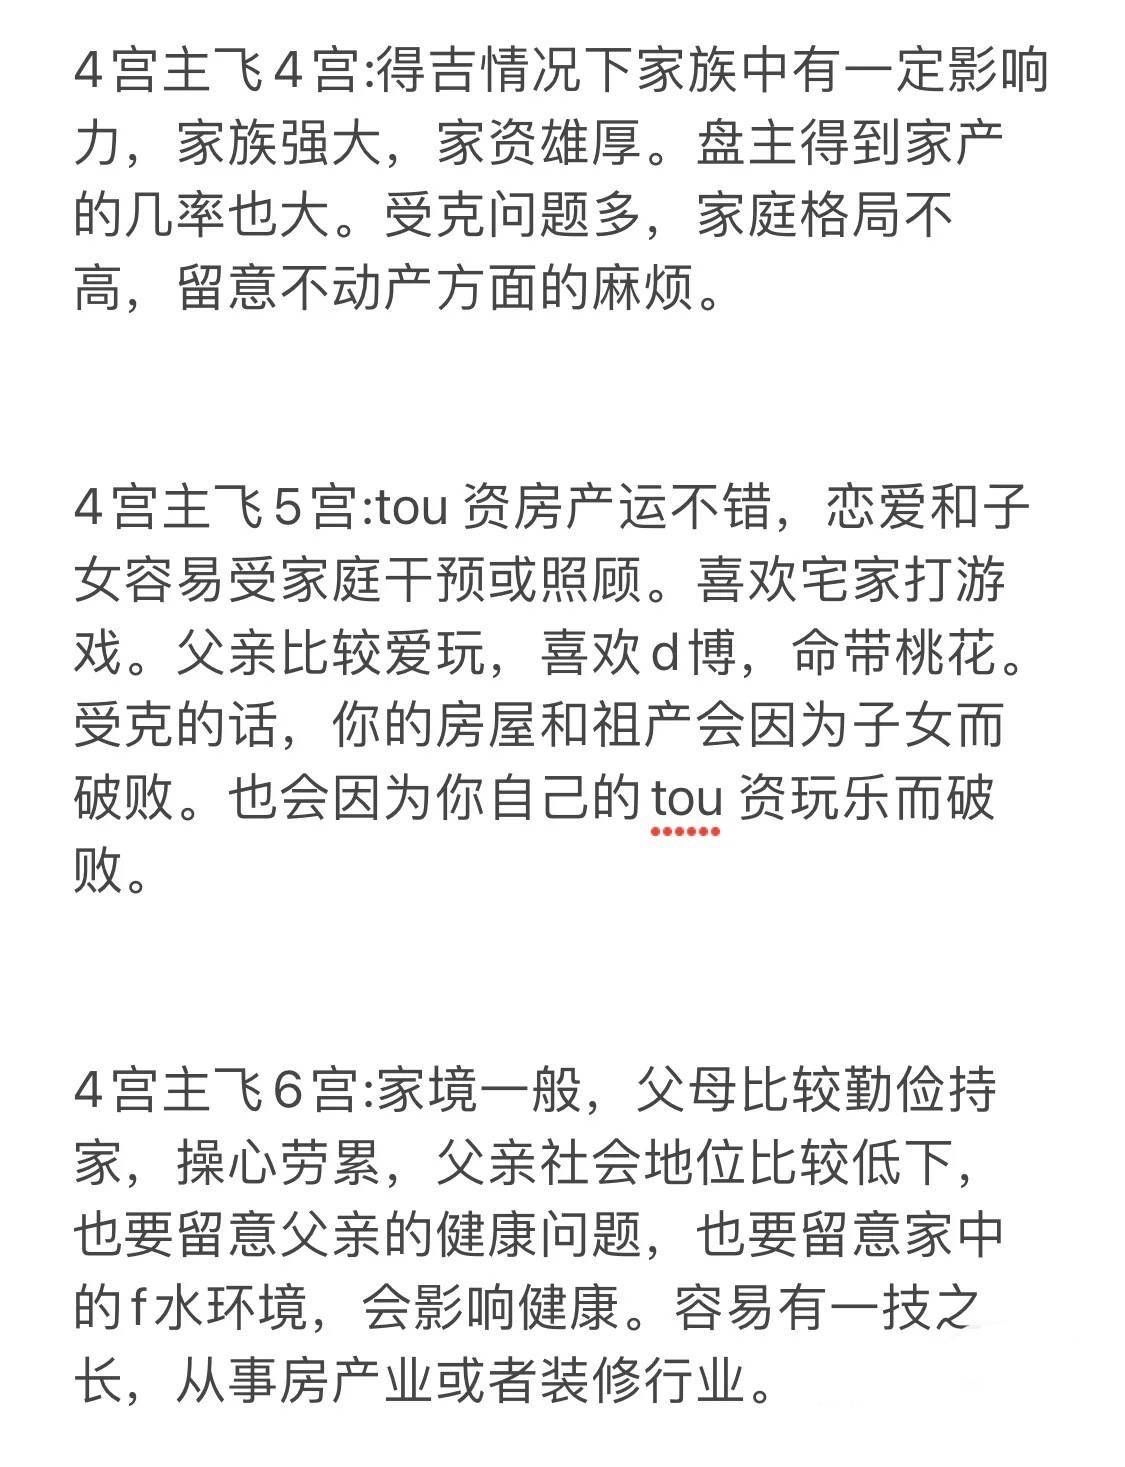 4宫主飞4宫:得吉情况下家族中有一定影响
力，家族强大，家资雄厚。盘主得到家产
的几率也大。受克问题多，家庭格局不
高，留意不动产方面的麻烦。
4宫主飞5宫:tou 资房产运不错，恋爱和子
女容易受家庭干预或照顾。喜欢宅家打游
戏。父亲比较爱玩，喜欢d博，命带桃花。
受克的话，你的房屋和祖产会因为子女而
破败。也会因为你自己的tou 资玩乐而破
败。
4宫主飞6宫:家境一般，父母比较勤俭持
家，操心劳累，父亲社会地位比较低下，
也要留意父亲的健康问题，也要留意家中
的f水环境，会影响健康。容易有一技之
长，从事房产业或者装修行业。